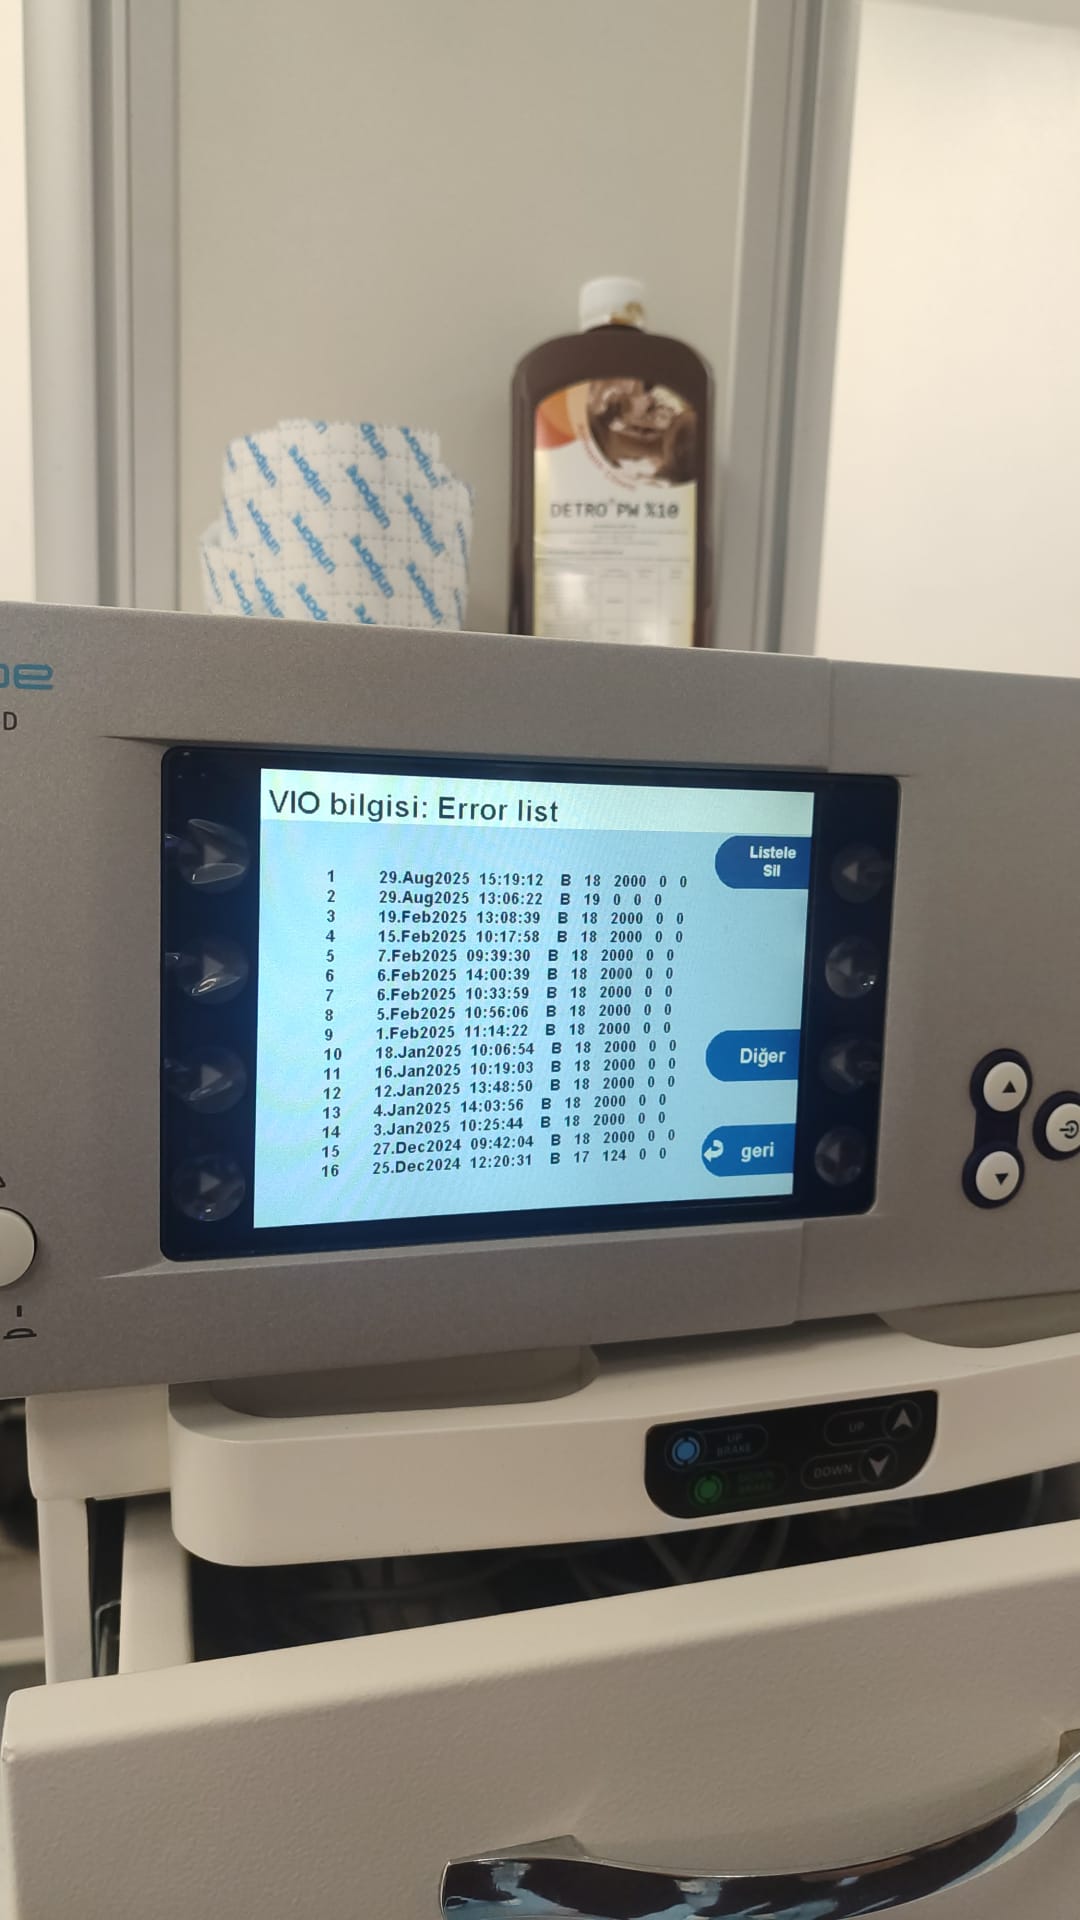 unipore unipore unipore unipore
DETRO® PW %10
D
VIO bilgisi: Error list
Listele
Sil
1 29.Aug2025 15:19:12 B 18 2000 0 0
2 29.Aug2025 13:06:22 B 19 0 0 0
3 19.Feb2025 13:08:39 B 18 2000 0 0
4 15.Feb2025 10:17:58 B 18 2000 0 0
5 7.Feb2025 09:39:30 B 18 2000 0 0
6 6.Feb2025 14:00:39 B 18 2000 0 0
7 6.Feb2025 10:33:59 B 18 2000 0 0
8 5.Feb2025 10:56:06 B 18 2000 0 0
9 1.Feb2025 11:14:22 B 18 2000 0 0
10 18.Jan2025 10:06:54 B 18 2000 0 0
11 16.Jan2025 10:19:03 B 18 2000 0 0
12 12.Jan2025 13:48:50 B 18 2000 0 0
13 4.Jan2025 14:03:56 B 18 2000 0 0
14 3.Jan2025 10:25:44 B 18 2000 0 0
15 27.Dec2024 09:42:04 B 18 2000 0 0
16 25.Dec2024 12:20:31 B 17 124 0 0
Diğer
geri
UP
BRAKE
UP
DOWN
BRAKE
DOWN